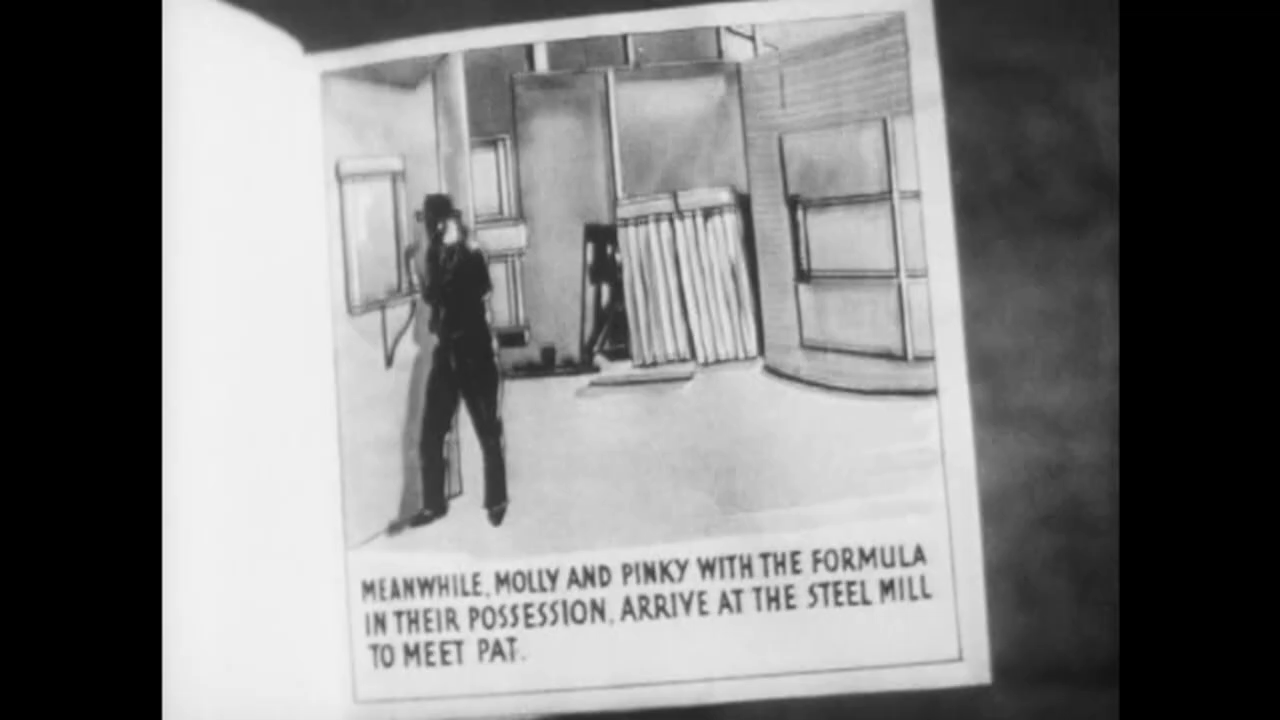 MEANWHILE, MOLLY AND PINKY WITH THE FORMULA
IN THEIR POSSESSION, ARRIVE AT THE STEEL MILL
TO MEET PAT.